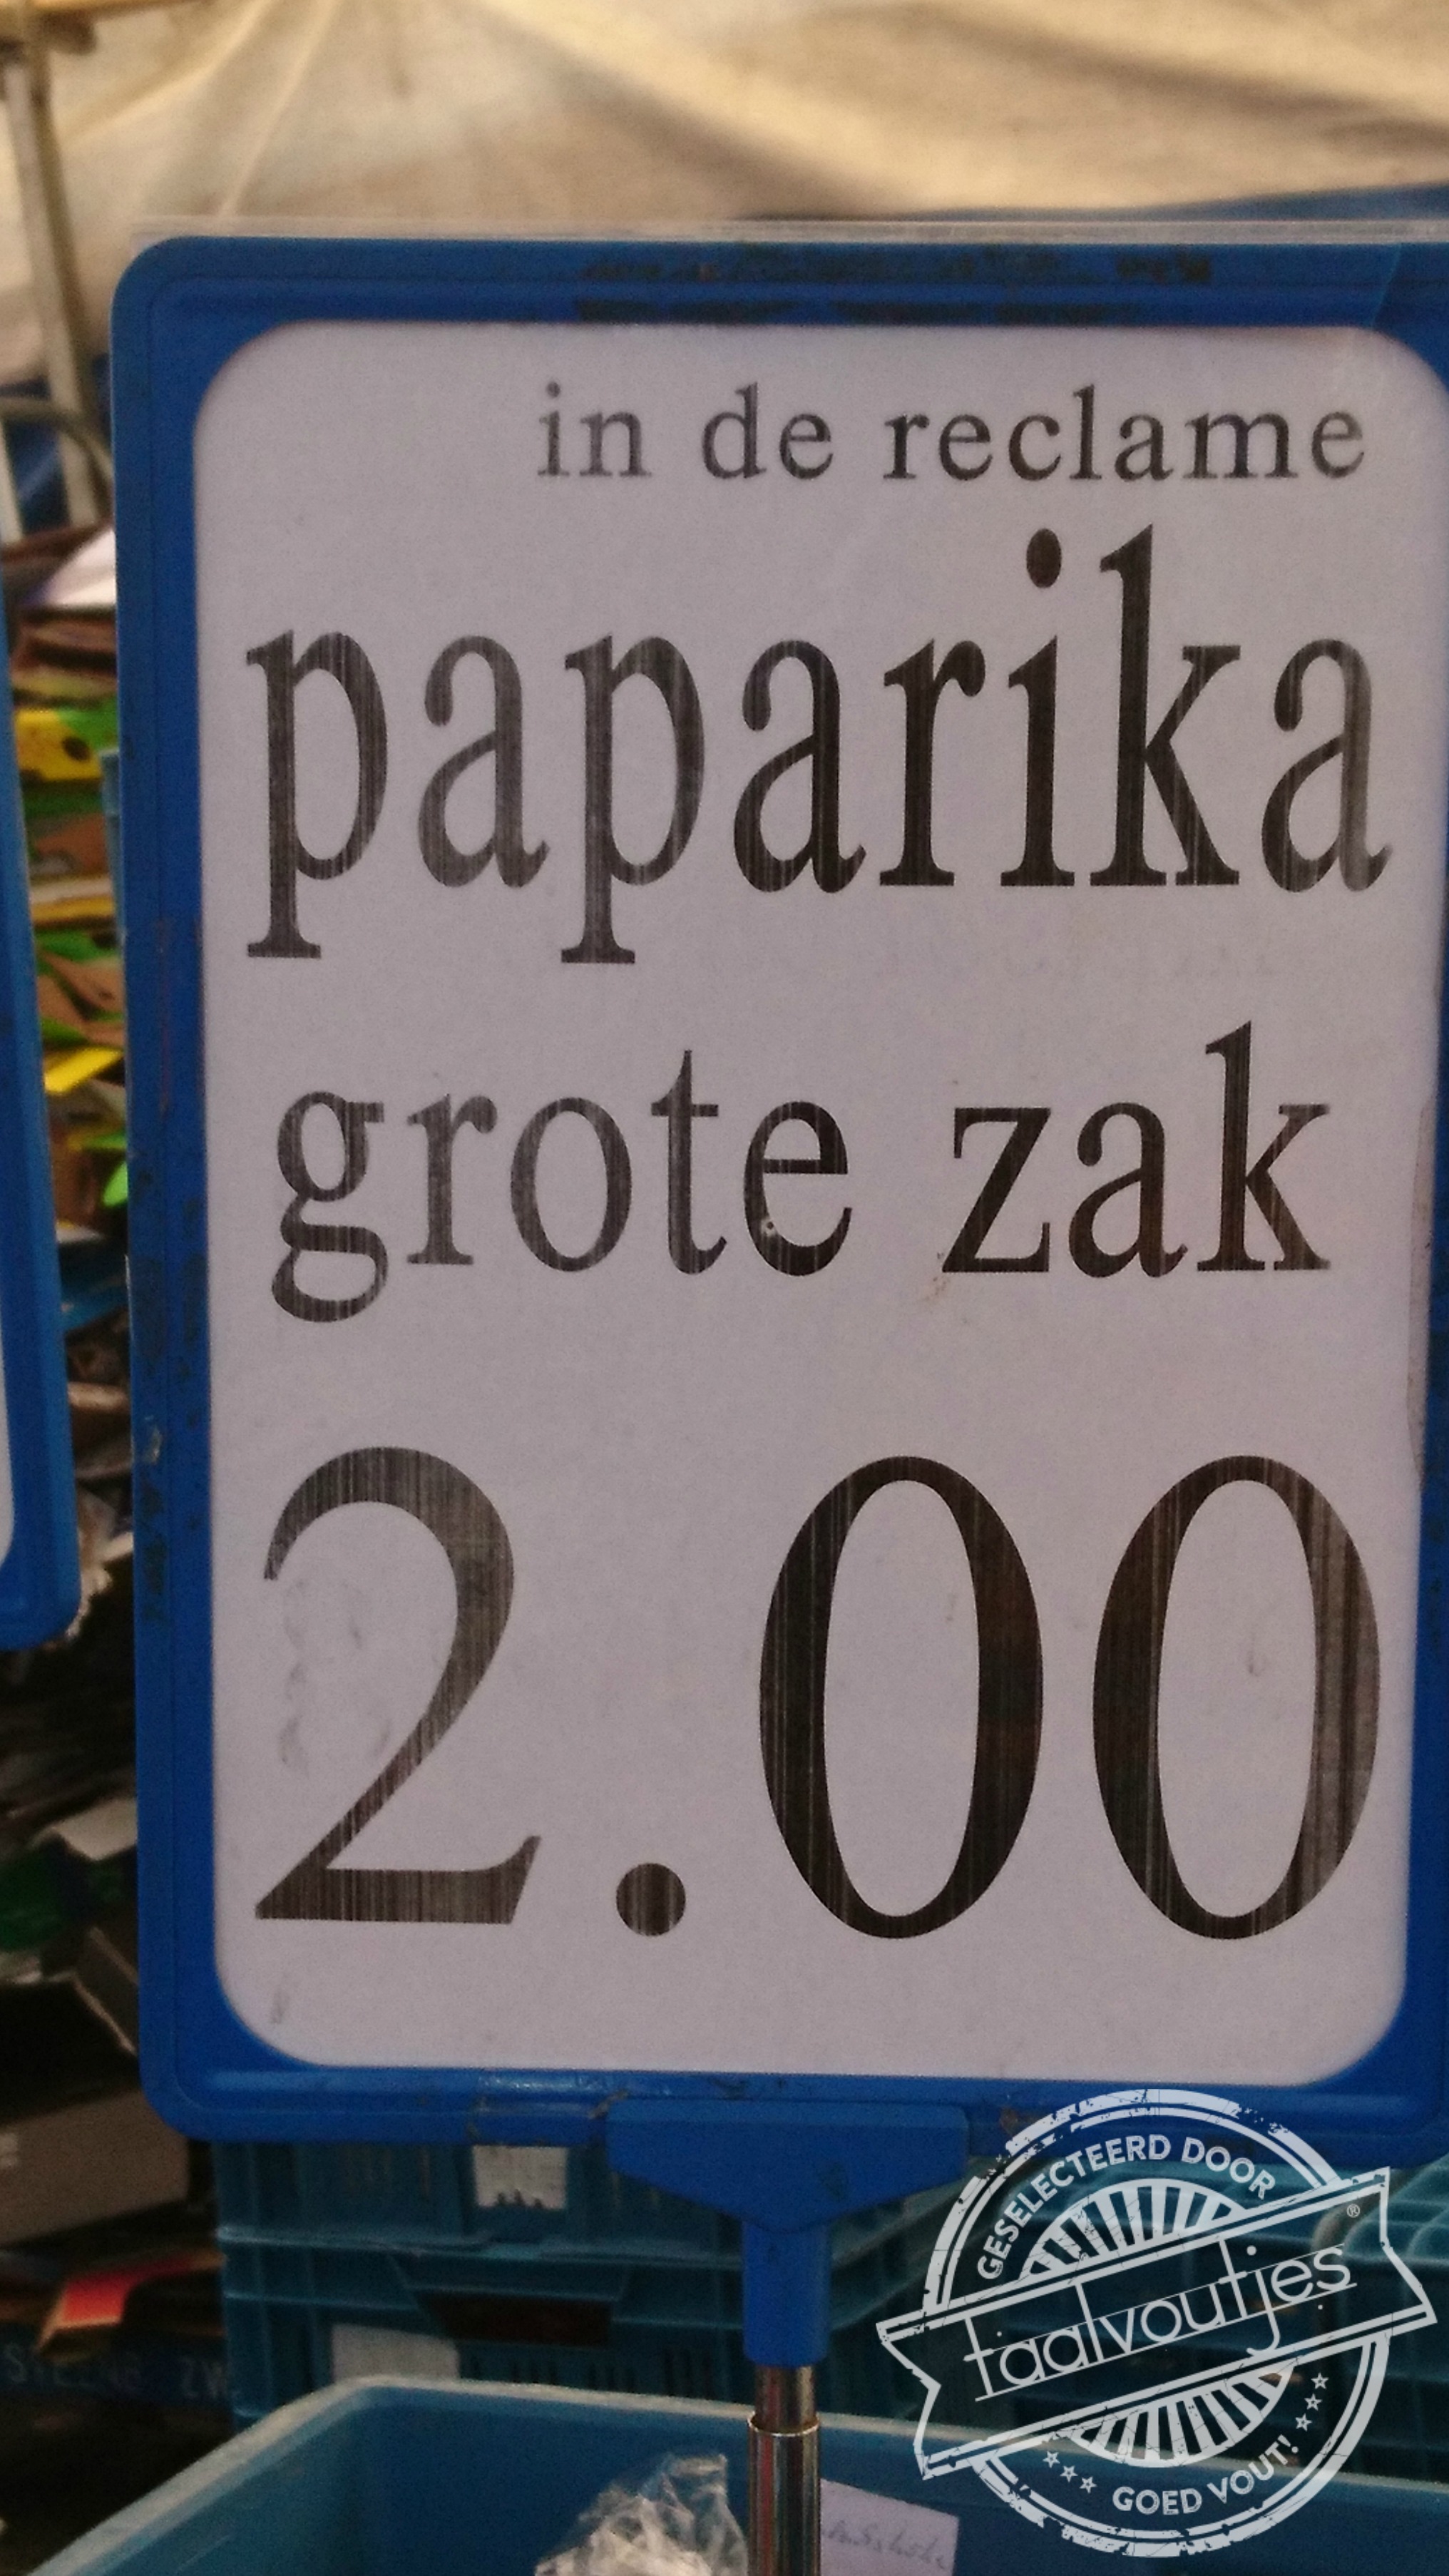 in de reclame
paparika
grote zak
2.00
GESELECTEERD DOOR
taalvoutjes®
GOED VOUT!